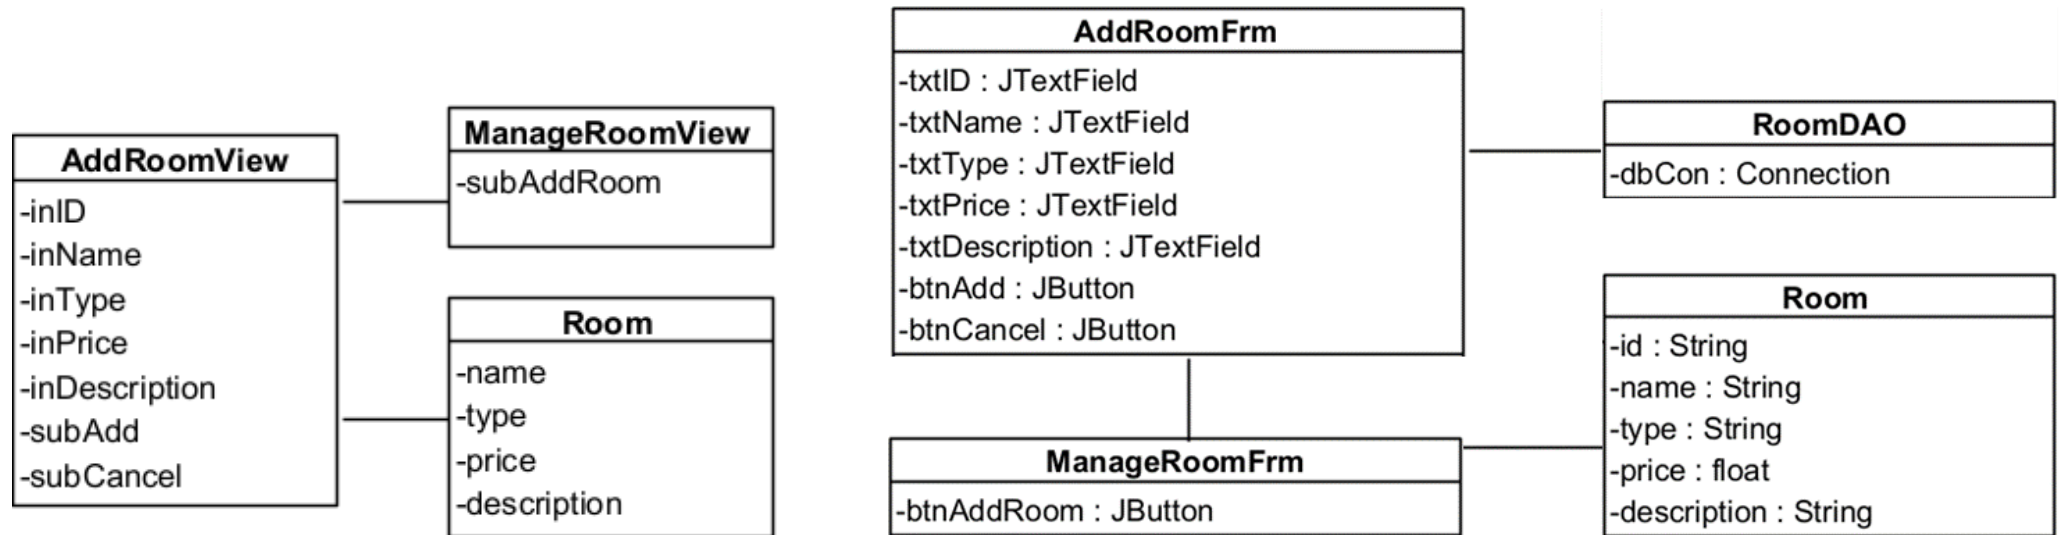 AddRoomView
-inID
-inName
-inType
-inPrice
-inDescription
-subAdd
-subCancel
ManageRoomView
-subAddRoom
Room
-name
-type
-price
-description
AddRoomFrm
-txtID : JTextField
-txtName : JTextField
-txtType : JTextField
-txtPrice : JTextField
-txtDescription : JTextField
-btnAdd : JButton
-btnCancel : JButton
ManageRoomFrm
-btnAddRoom : JButton
RoomDAO
-dbCon : Connection
Room
-id : String
-name : String
-type : String
-price : float
-description : String